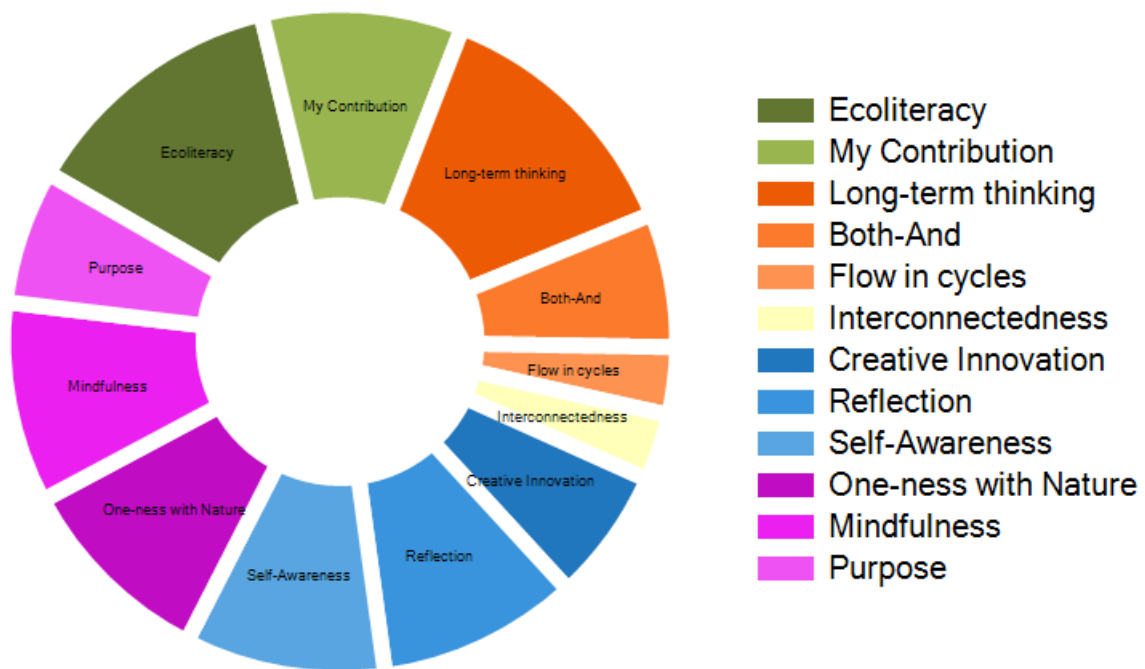 My Contribution
Ecoliteracy
Long-term thinking
Purpose
Both-And
Flow in cycles
Mindfulness
Interconnectedness
Creative Innovation
One-ness with Nature
Reflection
Self-Awareness
Ecoliteracy
My Contribution
Long-term thinking
Both-And
Flow in cycles
Interconnectedness
Creative Innovation
Reflection
Self-Awareness
One-ness with Nature
Mindfulness
Purpose